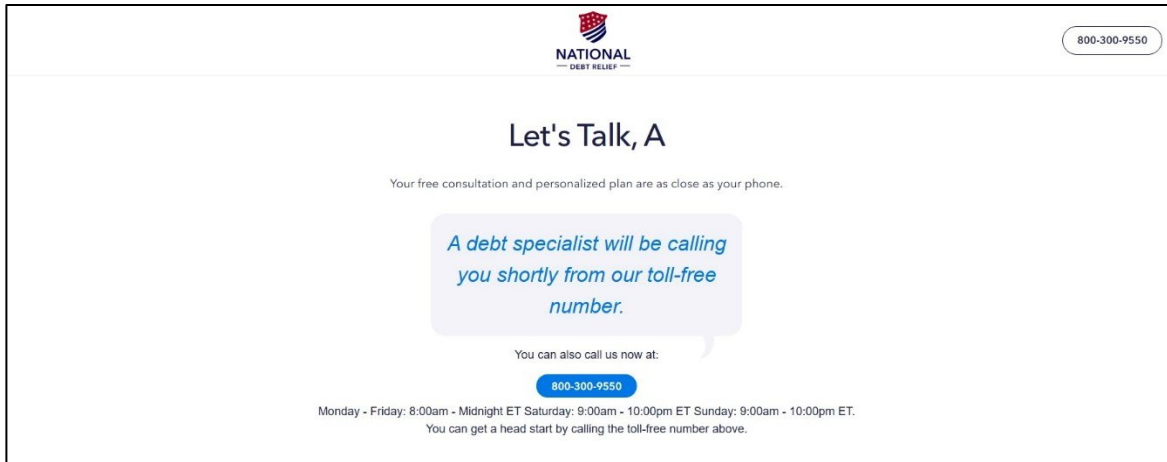 NATIONAL
DEBT RELIEF
800-300-9550
Let's Talk, A
Your free consultation and personalized plan are as close as your phone.
A debt specialist will be calling
you shortly from our toll-free
number.
You can also call us now at:
800-300-9550
Monday - Friday: 8:00am - Midnight ET Saturday: 9:00am - 10:00pm ET Sunday: 9:00am - 10:00pm ET.
You can get a head start by calling the toll-free number above.